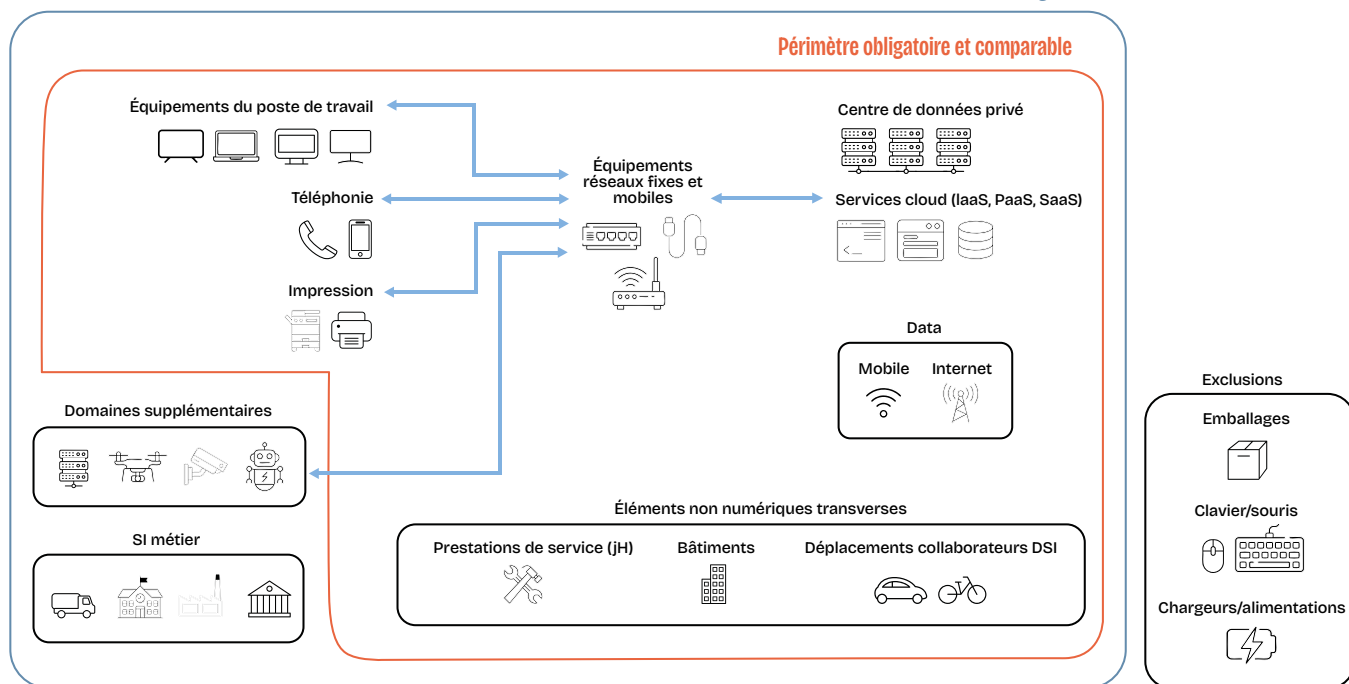 Périmètre obligatoire et comparable
Équipements du poste de travail
Téléphonie
Impression
Équipements
réseaux fixes et
mobiles
Centre de données privé
Services cloud (IaaS, PaaS, SaaS)
Data
Mobile
Internet
Domaines supplémentaires
SI métier
Éléments non numériques transverses
Prestations de service (jH)
Bâtiments
Déplacements collaborateurs DSI
Exclusions
Emballages
Clavier/souris
Chargeurs/alimentations